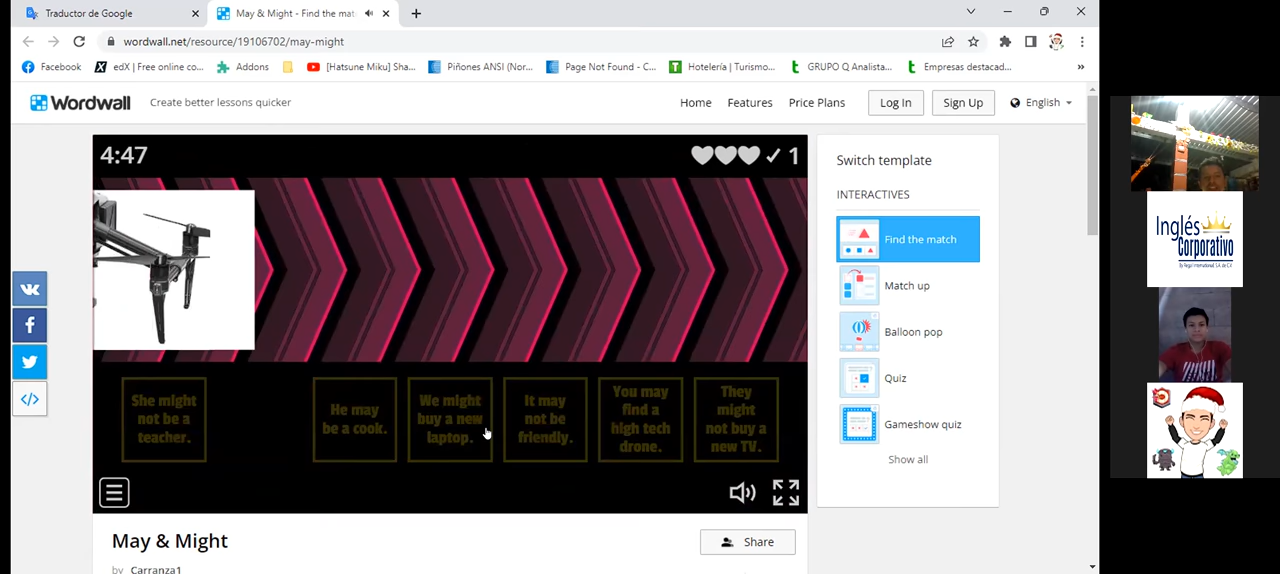 Traductor de Google
May & Might - Find the mat
wordwall.net/resource/19106702/may-might
Facebook
edX | Free online co...
Addons
[Hatsune Miku] Sha...
Piñones ANSI (Nor...
Page Not Found - C...
Hotelería | Turismo...
GRUPO Q Analista...
Empresas destacad...
»
Wordwall
Create better lessons quicker
Home
Features
Price Plans
Log In
Sign Up
English
4:47
1
She might
not be a
teacher.
He may
be a cook.
We might
buy a new
laptop.
It may
not be
friendly.
You may
find a
high tech
drone.
They
might
not buy a
new TV.
Switch template
INTERACTIVES
Find the match
Match up
Balloon pop
Quiz
Gameshow quiz
Show all
May & Might
Share
by Carranza1
Inglés
Corporativo